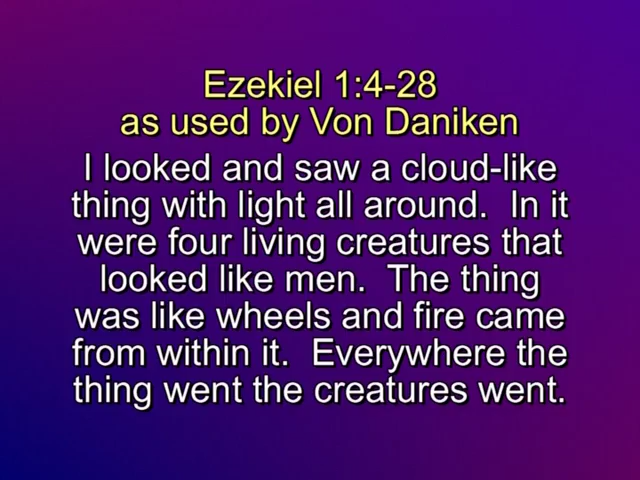 Ezekiel 1:4-28
as used by Von Daniken
I looked and saw a cloud-like
thing with light all around.  In it
were four living creatures that
looked like men.  The thing
was like wheels and fire came
from within it.  Everywhere the
thing went the creatures went.